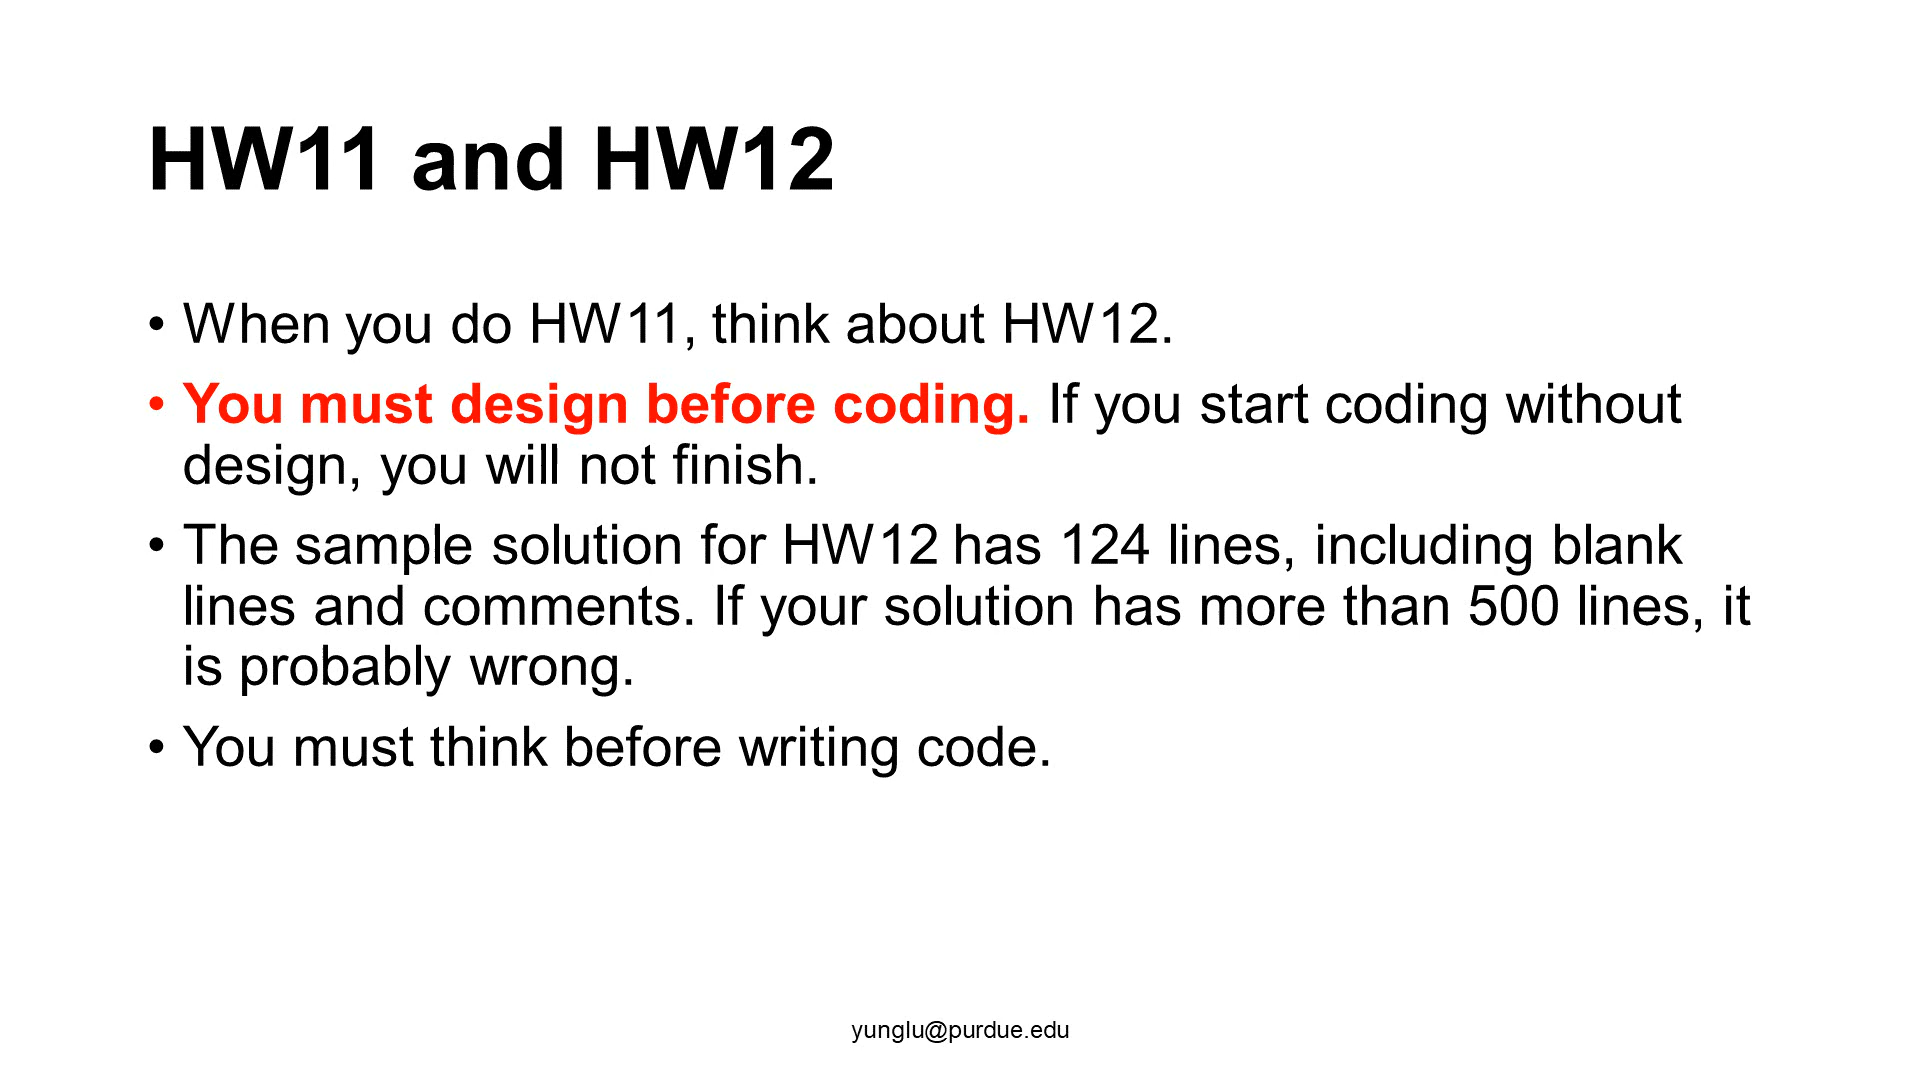 HW11 and HW12
• When you do HW11, think about HW12.
• You must design before coding. If you start coding without
design, you will not finish.
• The sample solution for HW12 has 124 lines, including blank
lines and comments. If your solution has more than 500 lines, it
is probably wrong.
• You must think before writing code.
yunglu@purdue.edu